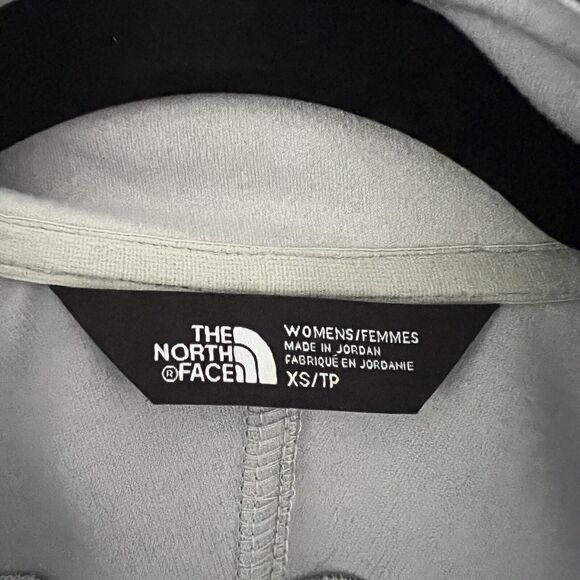 THE
NORTH
®FACE
WOMENS/FEMMES
MADE IN JORDAN
FABRIQUÉ EN JORDANIE
XS/TP